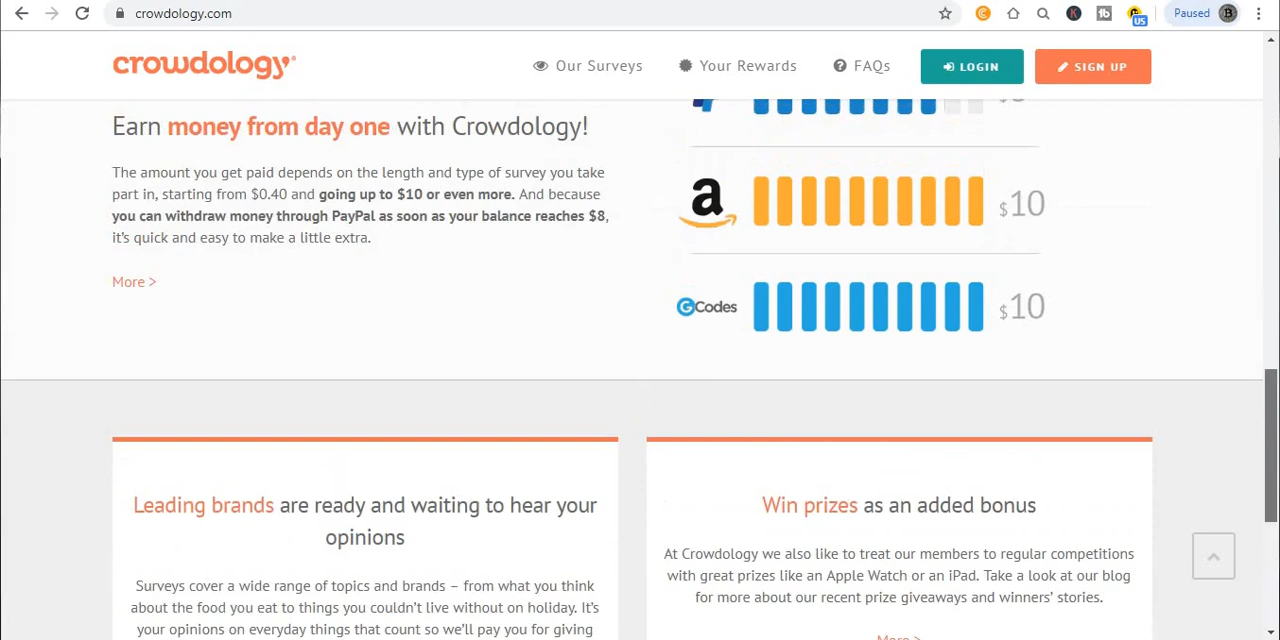 crowdology.com
US
Paused
crowdology
Our Surveys
Your Rewards
FAQs
LOGIN
SIGN UP
Earn money from day one with Crowdology!
The amount you get paid depends on the length and type of survey you take
part in, starting from $0.40 and going up to $10 or even more. And because
you can withdraw money through PayPal as soon as your balance reaches $8,
it's quick and easy to make a little extra.
More >
$10
GCodes
$10
Leading brands are ready and waiting to hear your
opinions
Surveys cover a wide range of topics and brands – from what you think
about the food you eat to things you couldn't live without on holiday. It's
your opinions on everyday things that count so we'll pay you for giving
Win prizes as an added bonus
At Crowdology we also like to treat our members to regular competitions
with great prizes like an Apple Watch or an iPad. Take a look at our blog
for more about our recent prize giveaways and winners' stories.
More >